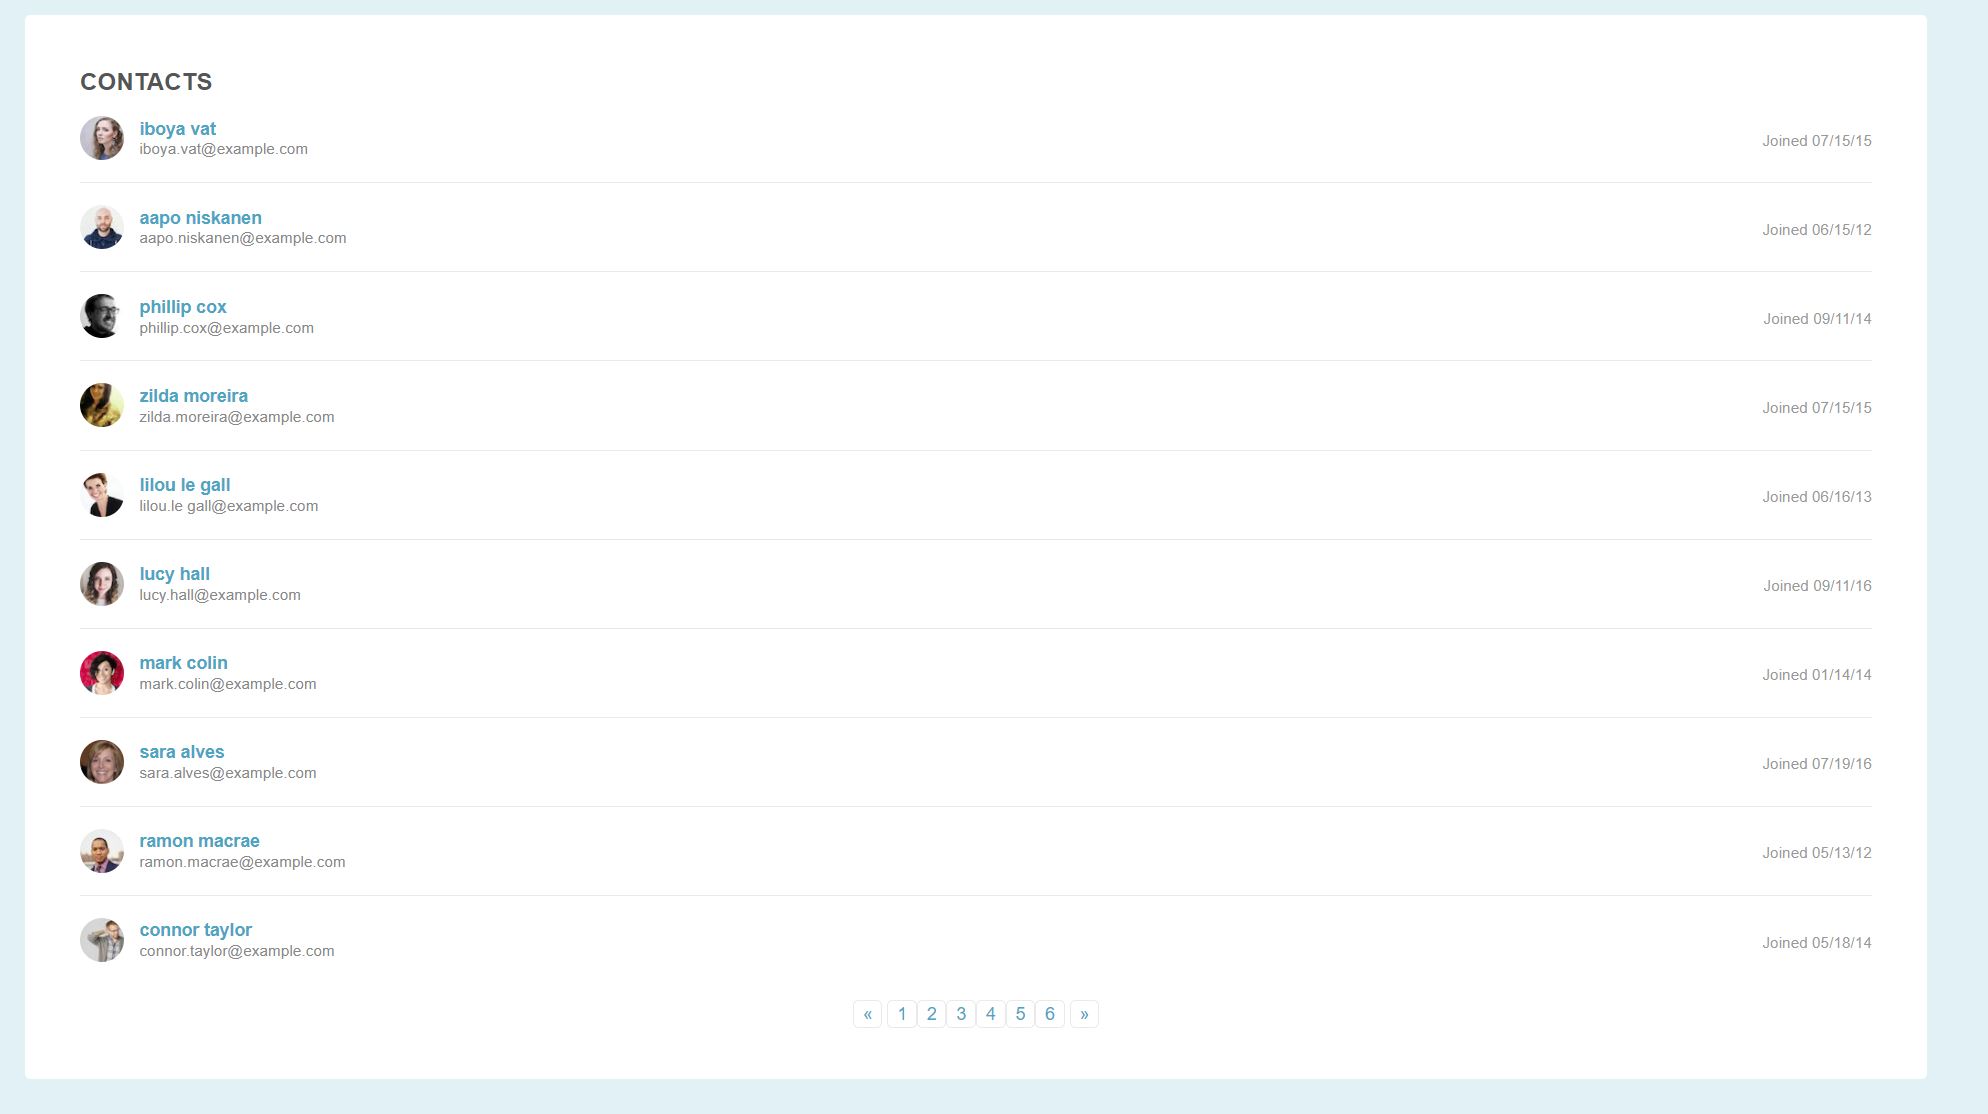 CONTACTS
iboya vat
iboya.vat@example.com
Joined 07/15/15
aapo niskanen
aapo.niskanen@example.com
Joined 06/15/12
phillip cox
phillip.cox@example.com
Joined 09/11/14
zilda moreira
zilda.moreira@example.com
Joined 07/15/15
lilou le gall
lilou.le gall@example.com
Joined 06/16/13
lucy hall
lucy.hall@example.com
Joined 09/11/16
mark colin
mark.colin@example.com
Joined 01/14/14
sara alves
sara.alves@example.com
Joined 07/19/16
ramon macrae
ramon.macrae@example.com
Joined 05/13/12
connor taylor
connor.taylor@example.com
Joined 05/18/14
« 1 2 3 4 5 6 »